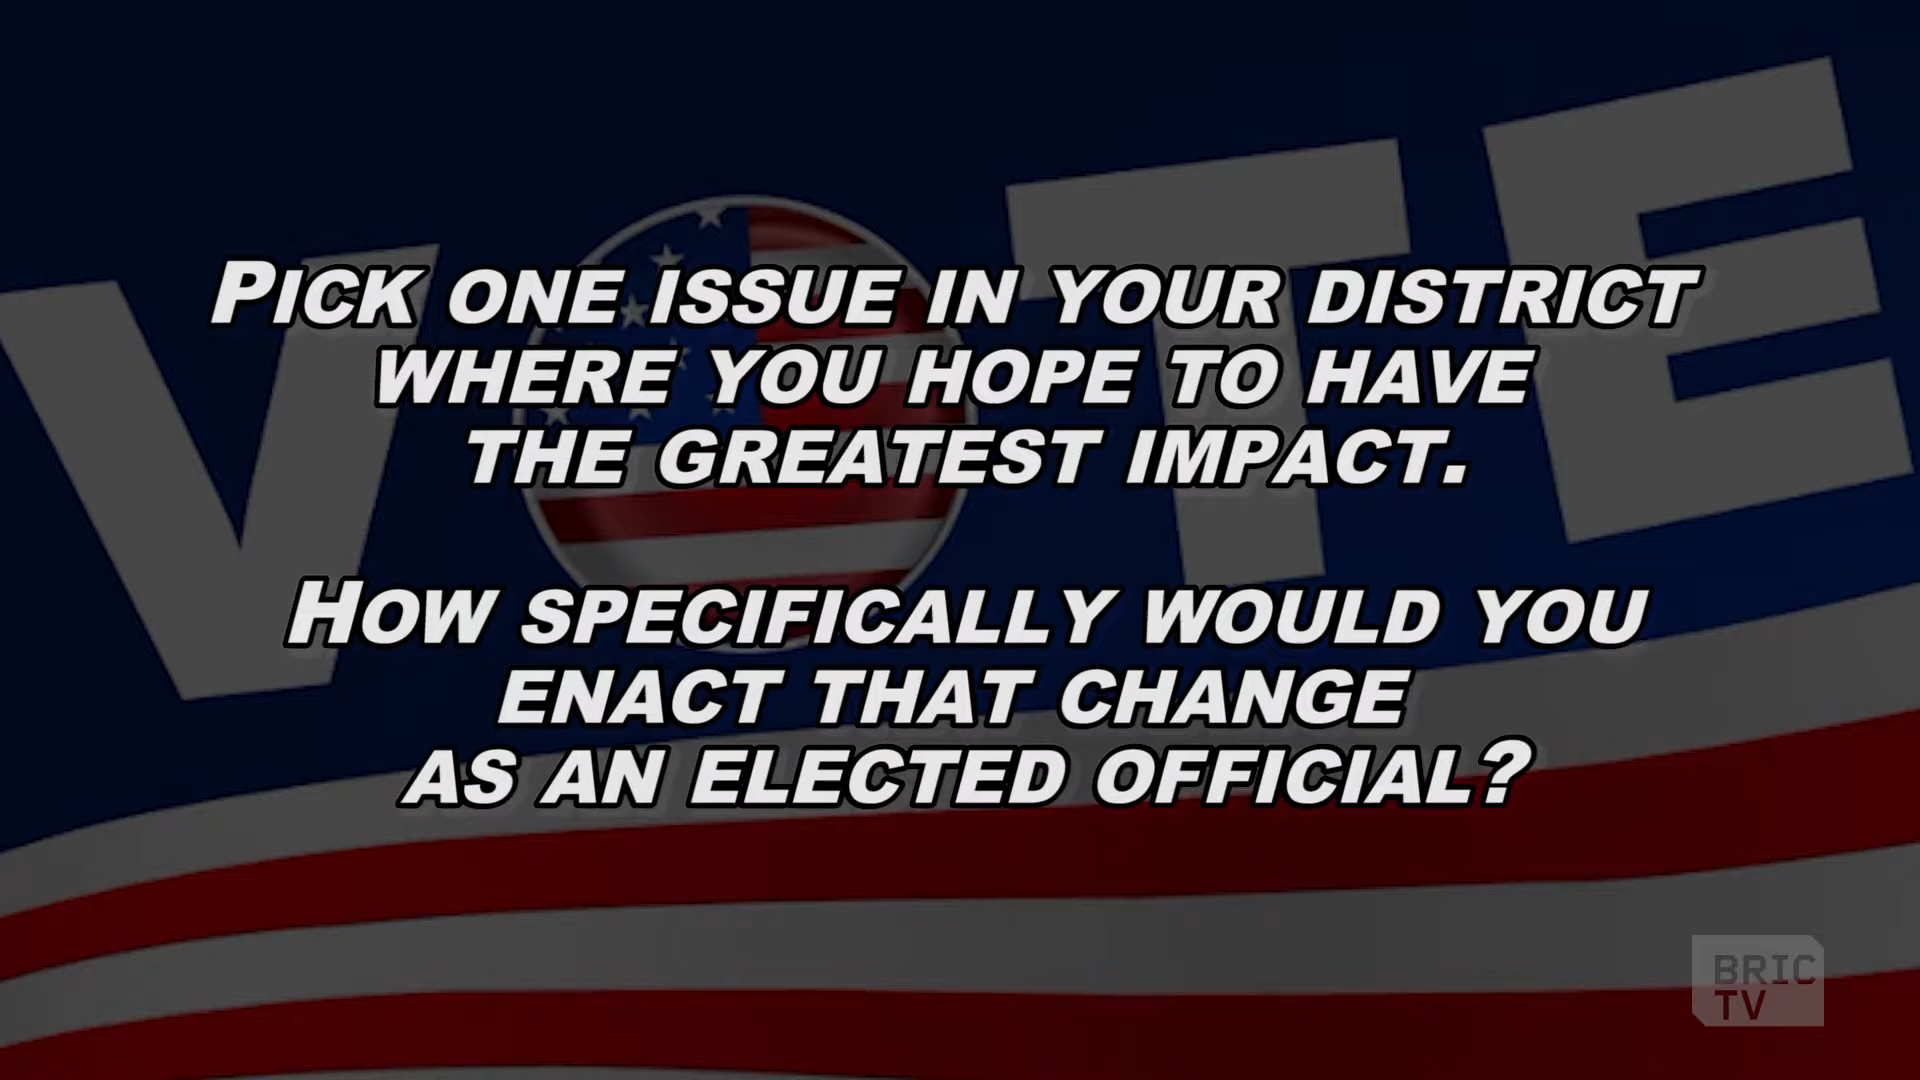 VOTE
PICK ONE ISSUE IN YOUR DISTRICT
WHERE YOU HOPE TO HAVE
THE GREATEST IMPACT.
HOW SPECIFICALLY WOULD YOU
ENACT THAT CHANGE
AS AN ELECTED OFFICIAL?
BRIC
TV